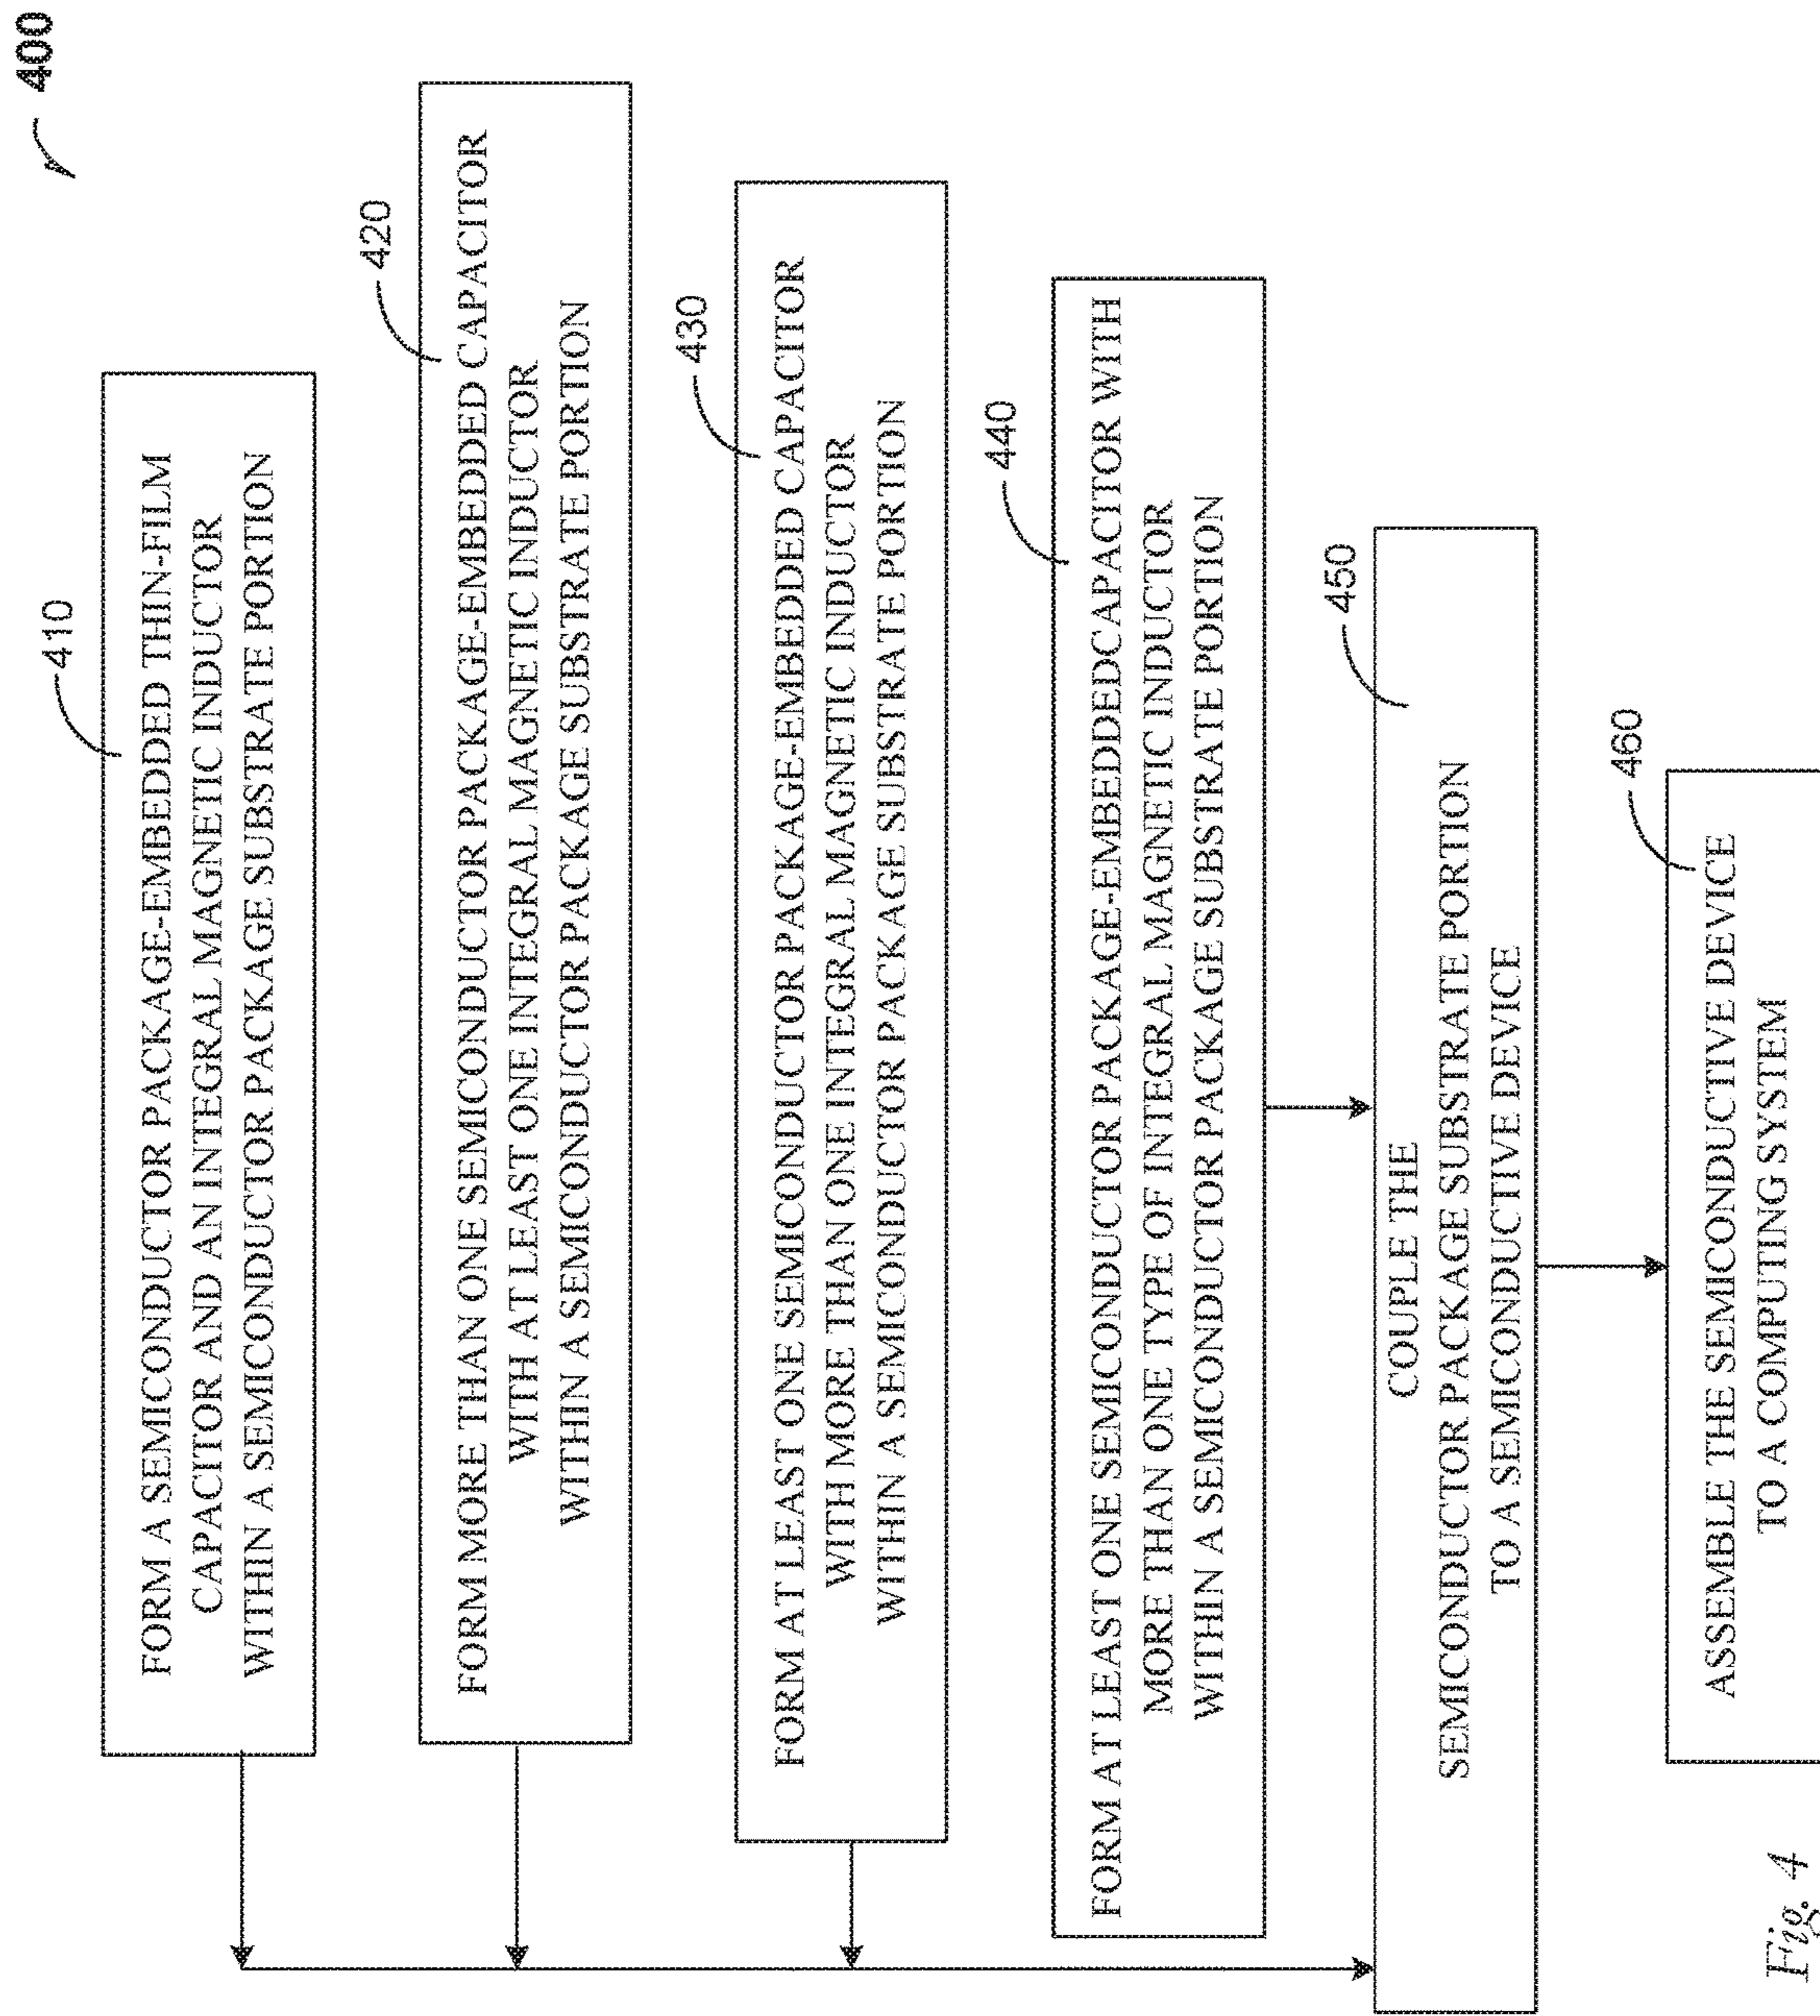 400
410
FORM A SEMICONDUCTOR PACKAGE-EMBEDDED THIN-FILM
CAPACITOR AND AN INTEGRAL MAGNETIC INDUCTOR
WITHIN A SEMICONDUCTOR PACKAGE SUBSTRATE PORTION
420
FORM MORE THAN ONE SEMICONDUCTOR PACKAGE-EMBEDDED CAPACITOR
WITH AT LEAST ONE INTEGRAL MAGNETIC INDUCTOR
WITHIN A SEMICONDUCTOR PACKAGE SUBSTRATE PORTION
430
FORM AT LEAST ONE SEMICONDUCTOR PACKAGE-EMBEDDED CAPACITOR
WITH MORE THAN ONE INTEGRAL MAGNETIC INDUCTOR
WITHIN A SEMICONDUCTOR PACKAGE SUBSTRATE PORTION
440
FORM AT LEAST ONE SEMICONDUCTOR PACKAGE-EMBEDDEDCAPACITOR WITH
MORE THAN ONE TYPE OF INTEGRAL MAGNETIC INDUCTOR
WITHIN A SEMICONDUCTOR PACKAGE SUBSTRATE PORTION
450
COUPLE THE
SEMICONDUCTOR PACKAGE SUBSTRATE PORTION
TO A SEMICONDUCTIVE DEVICE
460
ASSEMBLE THE SEMICONDUCTIVE DEVICE
TO A COMPUTING SYSTEM
Fig. 4